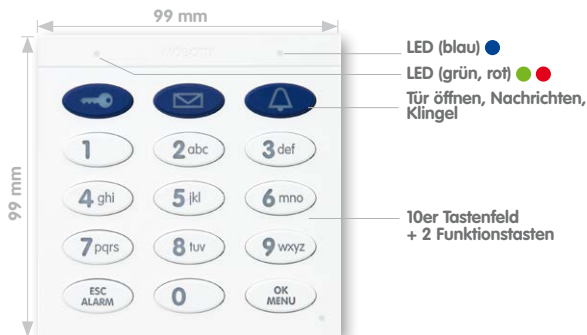 99 mm
MOBOTIX
LED (blau)
LED (grün, rot)
Tür öffnen, Nachrichten,
Klingel
99 mm
1
2 abc
3 def
4 ghi
5 jkl
6 mno
7 pqrs
8 tuv
9 wxyz
10er Tastenfeld
+ 2 Funktionstasten
ESC
ALARM
0
OK
MENU